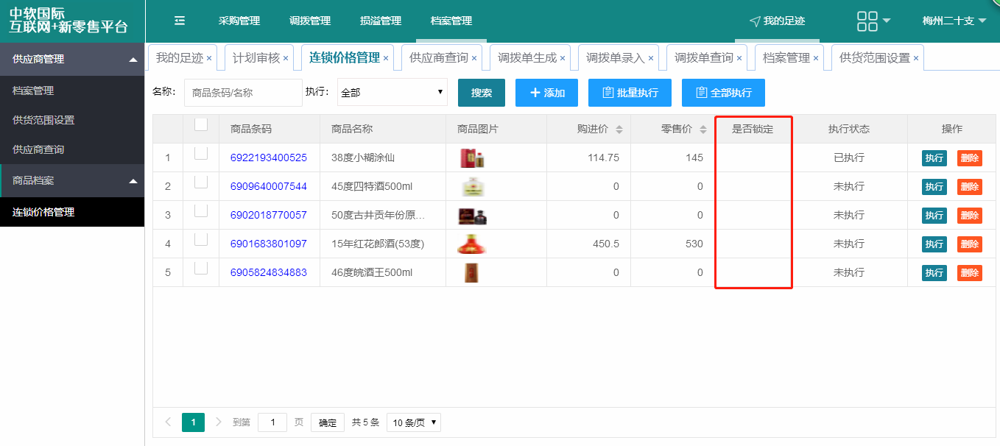 中软国际
互联网+新零售平台
采购管理 调拨管理 损溢管理 档案管理 我的足迹 梅州二十支
供应商管理
档案管理
供货范围设置
供应商查询
商品档案
连锁价格管理
我的足迹 × 计划审核 × 连锁价格管理 × 供应商查询 × 调拨单生成 × 调拨单录入 × 调拨单查询 × 档案管理 × 供货范围设置 ×
名称: 商品条码/名称 执行: 全部 搜索 添加 批量执行 全部执行
商品条码 商品名称 商品图片 购进价 零售价 是否锁定 执行状态 操作
1 6922193400525 38度小糊涂仙 114.75 145 已执行 执行 删除
2 6909640007544 45度四特酒500ml 0 0 未执行 执行 删除
3 6902018770057 50度古井贡年份原... 0 0 未执行 执行 删除
4 6901683801097 15年红花郎酒(53度) 450.5 530 未执行 执行 删除
5 6905824834883 46度皖酒王500ml 0 0 未执行 执行 删除
1 到第 1 页 确定 共 5 条 10 条/页